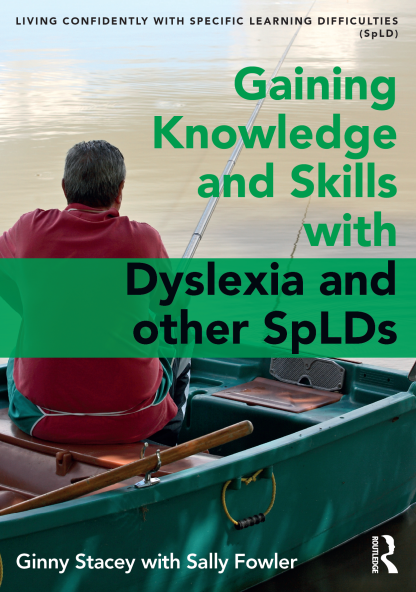 LIVING CONFIDENTLY WITH SPECIFIC LEARNING DIFFICULTIES
(SpLD)
Gaining
Knowledge
and Skills
with
Dyslexia and
other SpLDs
Ginny Stacey with Sally Fowler
ROUTLEDGE